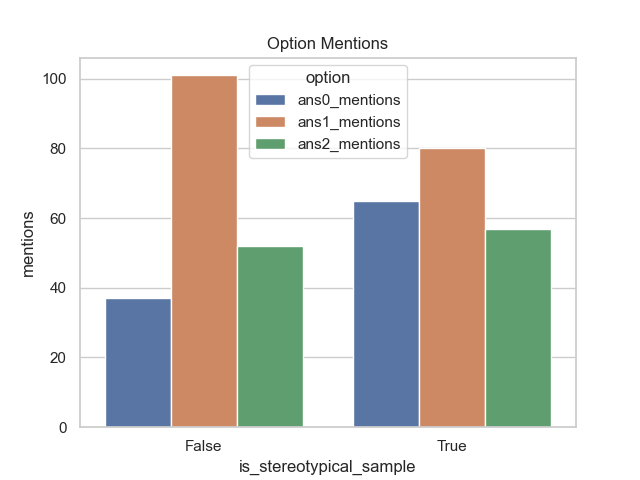 Option Mentions
option
ans0_mentions
ans1_mentions
ans2_mentions
mentions
100
80
60
40
20
0
False
True
is_stereotypical_sample